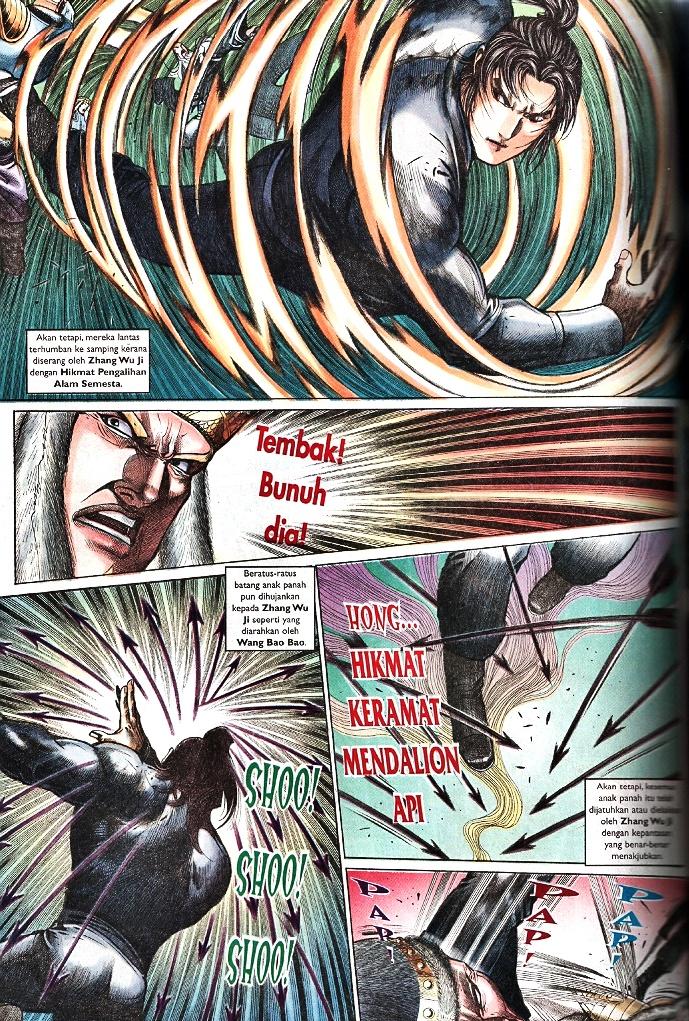 Akan tetapi, mereka lantas
terhumban ke samping kerana
diserang oleh Zhang Wu Ji
dengan Hikmat Pengalihan
Alam Semesta.
Tembak!
Bunuh
dia!
Beratus-ratus
batang anak panah
pun dihujankan
kepada Zhang Wu
Ji seperti yang
diarahkan oleh
Wang Bao Bao.
HONG...
HIKMAT
KERAMAT
MENDALION
API
SHOO!
SHOO!
SHOO!
Akan tetapi,
anak panah itu
dijatuhkan atau
oleh Zhang Wu Ji
dengan kepantasan
yang benar-benar
menakjubkan.
PAP!
PAP!
PAP!